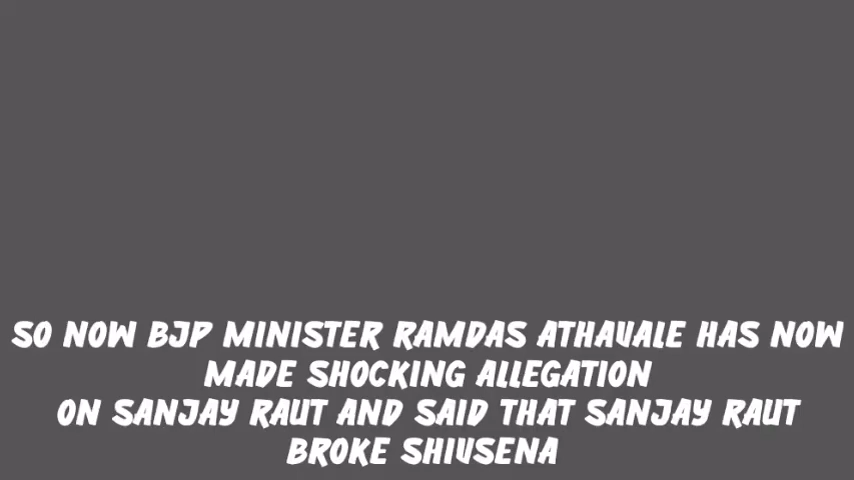 SO NOW BJP MINISTER RAMDAS ATHAVALE HAS NOW
MADE SHOCKING ALLEGATION
ON SANJAY RAUT AND SAID THAT SANJAY RAUT
BROKE SHIVSENA